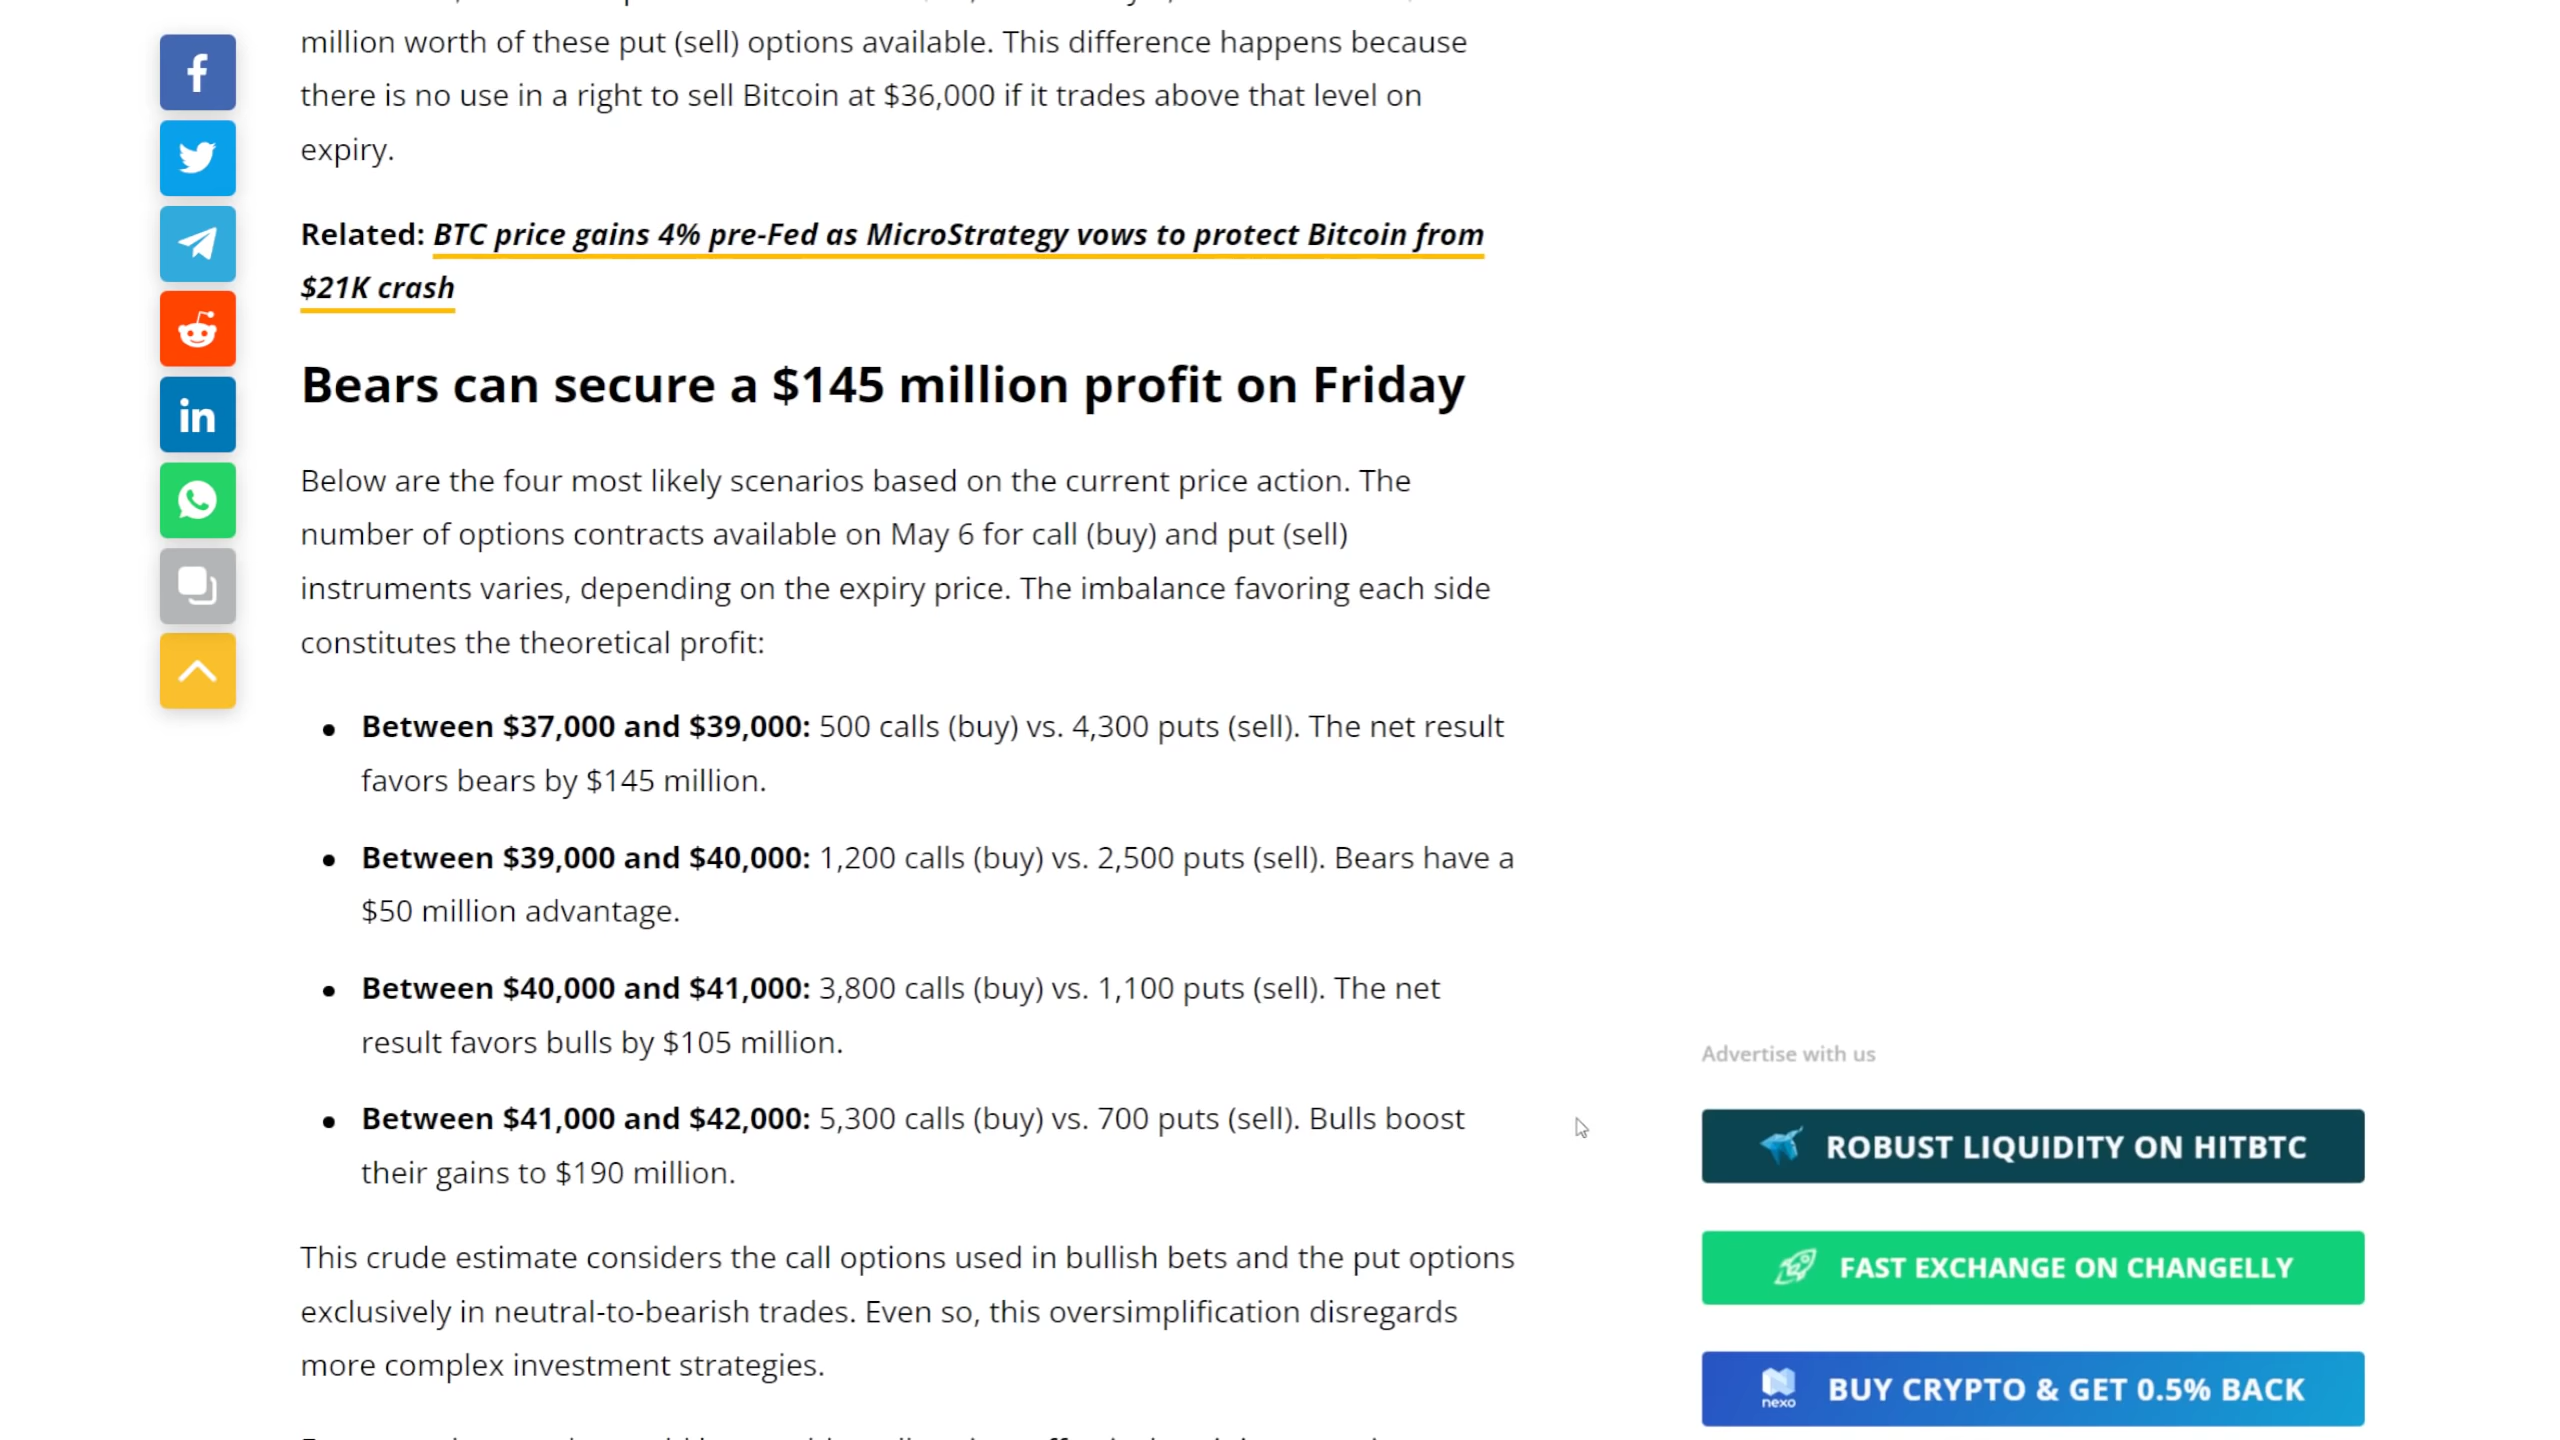 million worth of these put (sell) options available. This difference happens because
there is no use in a right to sell Bitcoin at $36,000 if it trades above that level on
expiry.
Related: BTC price gains 4% pre-Fed as MicroStrategy vows to protect Bitcoin from
$21K crash
Bears can secure a $145 million profit on Friday
Below are the four most likely scenarios based on the current price action. The
number of options contracts available on May 6 for call (buy) and put (sell)
instruments varies, depending on the expiry price. The imbalance favoring each side
constitutes the theoretical profit:
Between $37,000 and $39,000: 500 calls (buy) vs. 4,300 puts (sell). The net result
favors bears by $145 million.
Between $39,000 and $40,000: 1,200 calls (buy) vs. 2,500 puts (sell). Bears have a
$50 million advantage.
Between $40,000 and $41,000: 3,800 calls (buy) vs. 1,100 puts (sell). The net
result favors bulls by $105 million.
Between $41,000 and $42,000: 5,300 calls (buy) vs. 700 puts (sell). Bulls boost
their gains to $190 million.
This crude estimate considers the call options used in bullish bets and the put options
exclusively in neutral-to-bearish trades. Even so, this oversimplification disregards
more complex investment strategies.
Advertise with us
ROBUST LIQUIDITY ON HITBTC
FAST EXCHANGE ON CHANGELLY
nexo BUY CRYPTO & GET 0.5% BACK